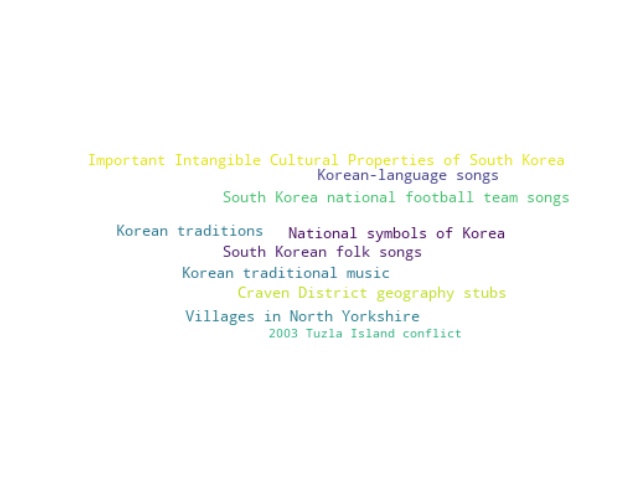 Important Intangible Cultural Properties of South Korea
Korean-language songs
South Korea national football team songs
Korean traditions
National symbols of Korea
South Korean folk songs
Korean traditional music
Craven District geography stubs
Villages in North Yorkshire
2003 Tuzla Island conflict